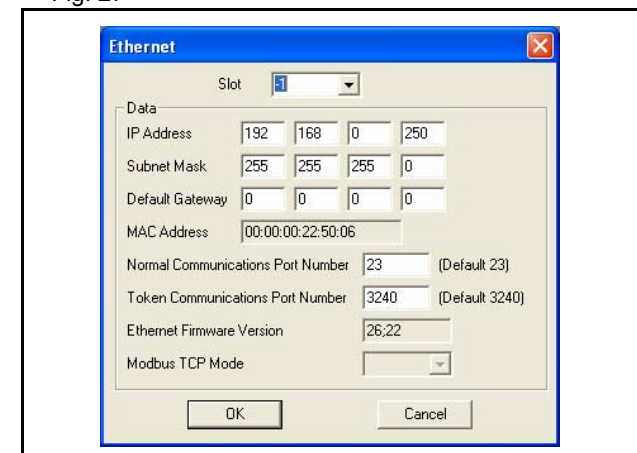 Ethernet
Slot -1
Data
IP Address 192 168 0 250
Subnet Mask 255 255 255 0
Default Gateway 0 0 0 0
MAC Address 00:00:00:22:50:06
Normal Communications Port Number 23 (Default 23)
Token Communications Port Number 3240 (Default 3240)
Ethernet Firmware Version 26;22
Modbus TCP Mode
OK Cancel